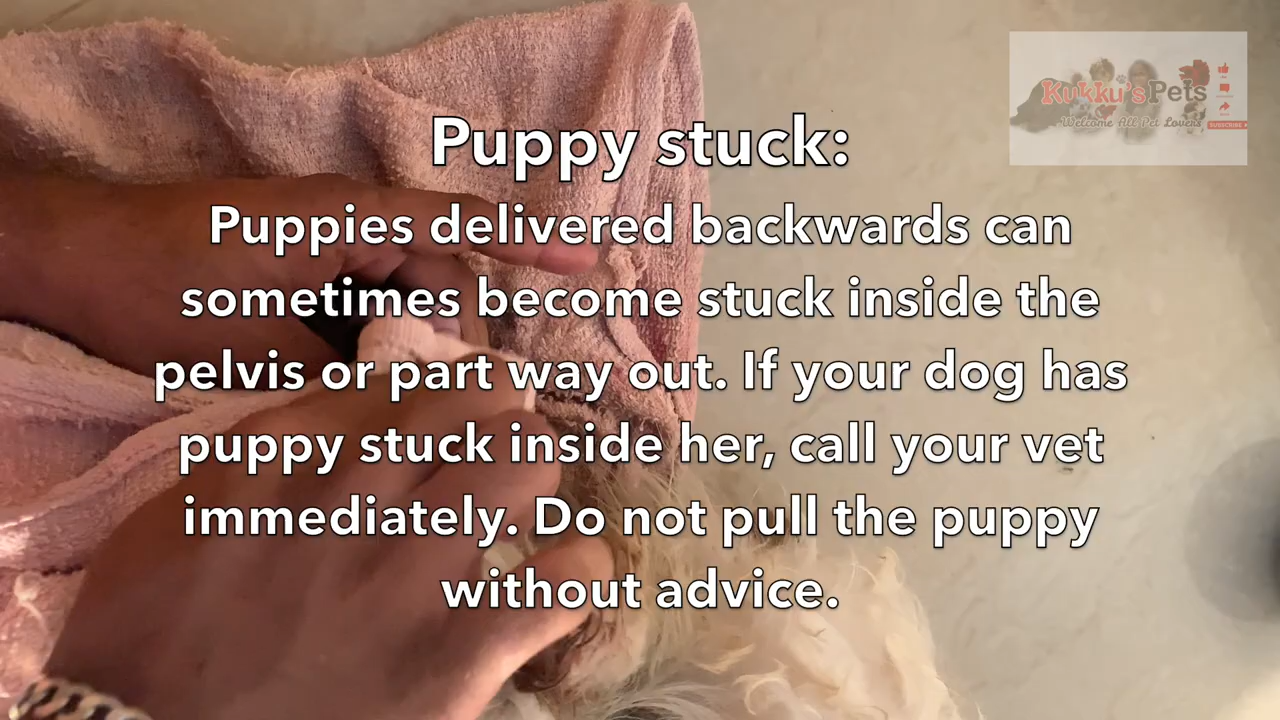 Kukku's Pets
Welcome All Pet Lovers
SUBSCRIBE
Puppy stuck:
Puppies delivered backwards can
sometimes become stuck inside the
pelvis or part way out. If your dog has
puppy stuck inside her, call your vet
immediately. Do not pull the puppy
without advice.